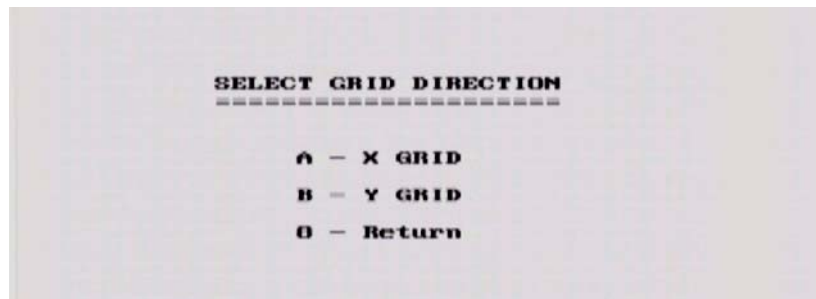 SELECT GRID DIRECTION
=========================
A - X GRID
B - Y GRID
0 - Return